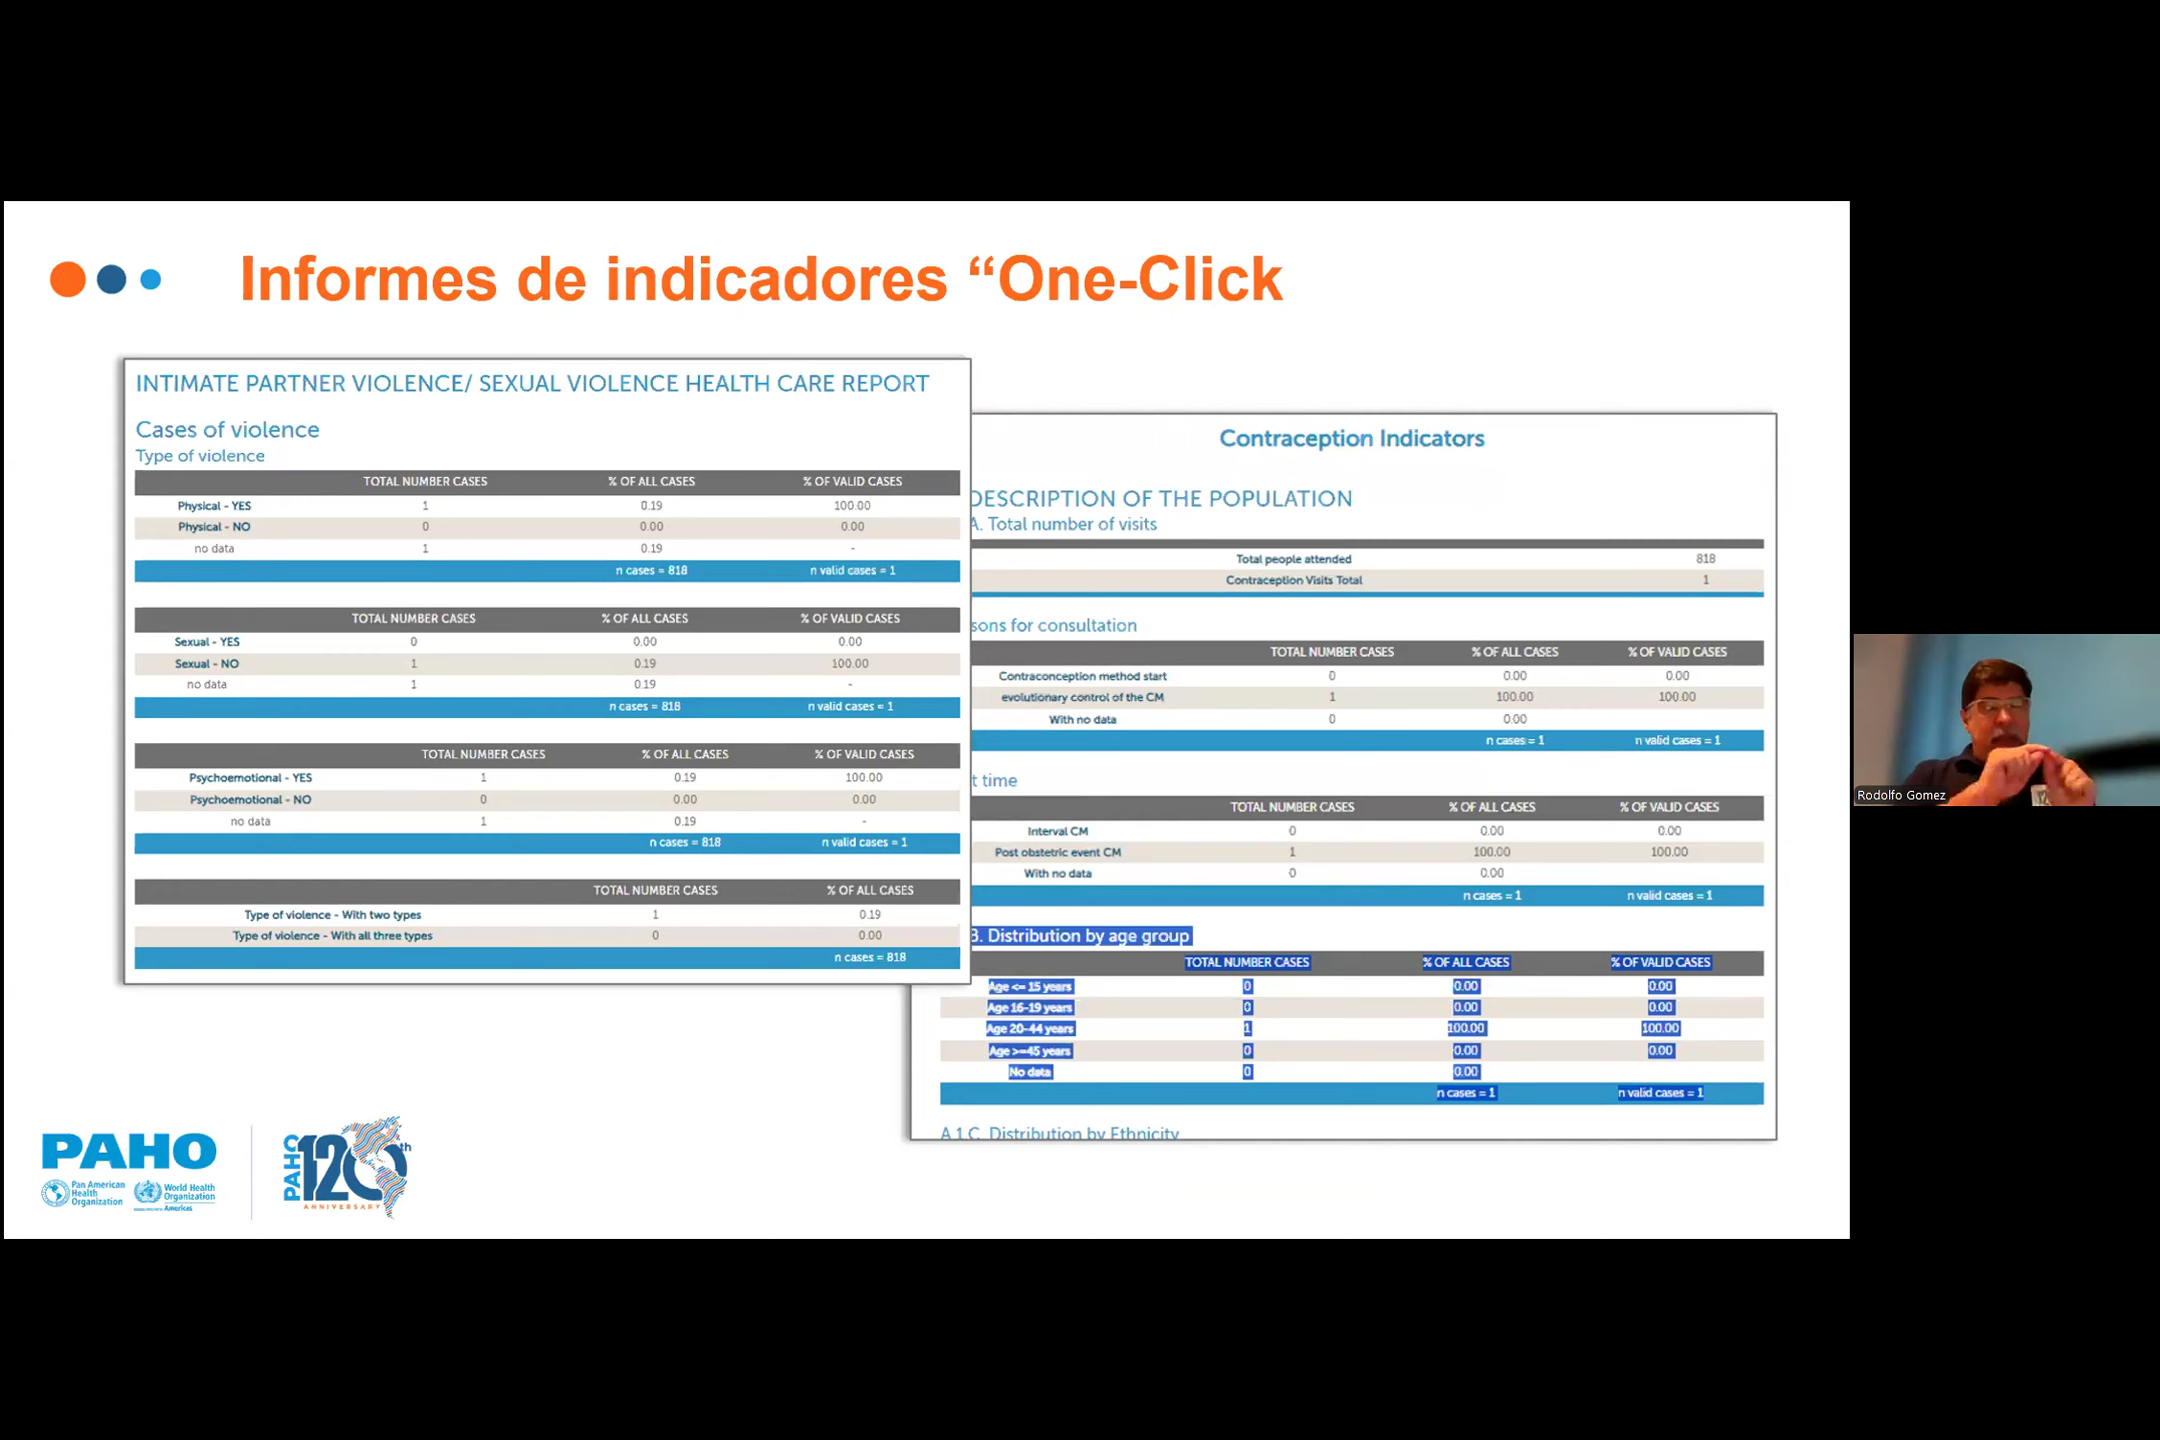 Informes de indicadores “One-Click
INTIMATE PARTNER VIOLENCE/ SEXUAL VIOLENCE HEALTH CARE REPORT
Cases of violence
Type of violence
TOTAL NUMBER CASES % OF ALL CASES % OF VALID CASES
Physical - YES 1 0.19 100.00
Physical - NO 0 0.00 0.00
no data 1 0.19 -
n cases = 818 n valid cases = 1
TOTAL NUMBER CASES % OF ALL CASES % OF VALID CASES
Sexual - YES 0 0.00 0.00
Sexual - NO 1 0.19 100.00
no data 1 0.19 -
n cases = 818 n valid cases = 1
TOTAL NUMBER CASES % OF ALL CASES % OF VALID CASES
Psychoemotional - YES 1 0.19 100.00
Psychoemotional - NO 0 0.00 0.00
no data 1 0.19 -
n cases = 818 n valid cases = 1
TOTAL NUMBER CASES % OF ALL CASES
Type of violence - With two types 1 0.19
Type of violence - With all three types 0 0.00
n cases = 818
Contraception Indicators
DESCRIPTION OF THE POPULATION
A. Total number of visits
Total people attended 818
Contraception Visits Total 1
sons for consultation
TOTAL NUMBER CASES % OF ALL CASES % OF VALID CASES
Contraconception method start 0 0.00 0.00
evolutionary control of the CM 1 100.00 100.00
With no data 0 0.00
n cases = 1 n valid cases = 1
t time
TOTAL NUMBER CASES % OF ALL CASES % OF VALID CASES
Interval CM 0 0.00 0.00
Post obstetric event CM 1 100.00 100.00
With no data 0 0.00
n cases = 1 n valid cases = 1
B. Distribution by age group
TOTAL NUMBER CASES % OF ALL CASES % OF VALID CASES
Age <= 15 years 0 0.00 0.00
Age 16-19 years 0 0.00 0.00
Age 20-44 years 1 100.00 100.00
Age >=45 years 0 0.00 0.00
No data 0 0.00
n cases = 1 n valid cases = 1
A.1.C. Distribution by Ethnicity
PAHO
Pan American
Health
Organization
World Health
Organization
Americas
PAHO
120th
ANNIVERSARY
Rodolfo Gomez